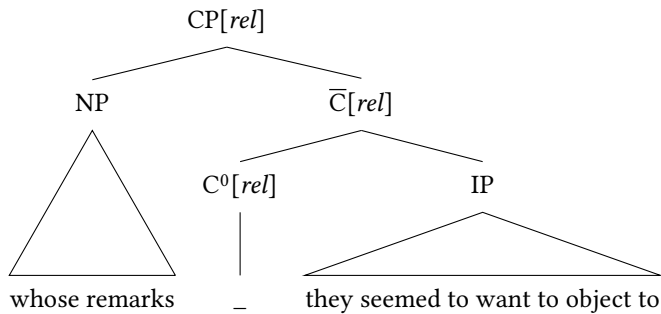 CP[rel]
NP C̅[rel]
C⁰[rel] IP
whose remarks _ they seemed to want to object to